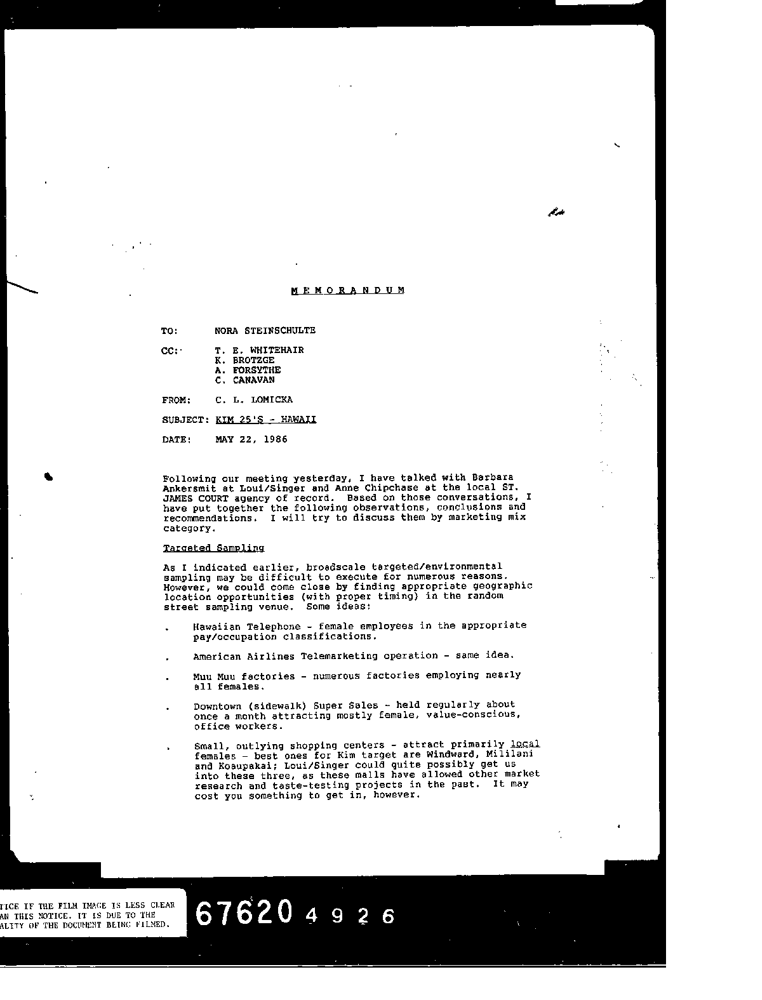 MEMORANDUM
TO: NORA STEINSCHULTE
CC: T. E. WHITEHAIR
K. BROTZGE
A. FORSYTHE
C. CANAVAN
FROM: C. L. LOMICKA
SUBJECT: KIM 25'S - HAWAII
DATE: MAY 22, 1986
Following our meeting yesterday, I have talked with Barbara
Ankersmit at Loui/Singer and Anne Chipchase at the local ST.
JAMES COURT agency of record. Based on those conversations, I
have put together the following observations, conclusions and
recommendations. I will try to discuss them by marketing mix
category.
Targeted Sampling
As I indicated earlier, broadscale targeted/environmental
sampling may be difficult to execute for numerous reasons.
However, we could come close by finding appropriate geographic
location opportunities (with proper timing) in the random
street sampling venue. Some ideas:
. Hawaiian Telephone - female employees in the appropriate
pay/occupation classifications.
. American Airlines Telemarketing operation - same idea.
. Muu Muu factories - numerous factories employing nearly
all females.
. Downtown (sidewalk) Super Sales - held regularly about
once a month attracting mostly female, value-conscious,
office workers.
. Small, outlying shopping centers - attract primarily local
females - best ones for Kim target are Windward, Mililani
and Koaupakai; Loui/Singer could quite possibly get us
into these three, as these malls have allowed other market
research and taste-testing projects in the past. It may
cost you something to get in, however.
TICE IF THE FILM IMAGE IS LESS CLEAR
AN THIS NOTICE, IT IS DUE TO THE
ALITY OF THE DOCUMENT BEING FILMED.
67620 4926